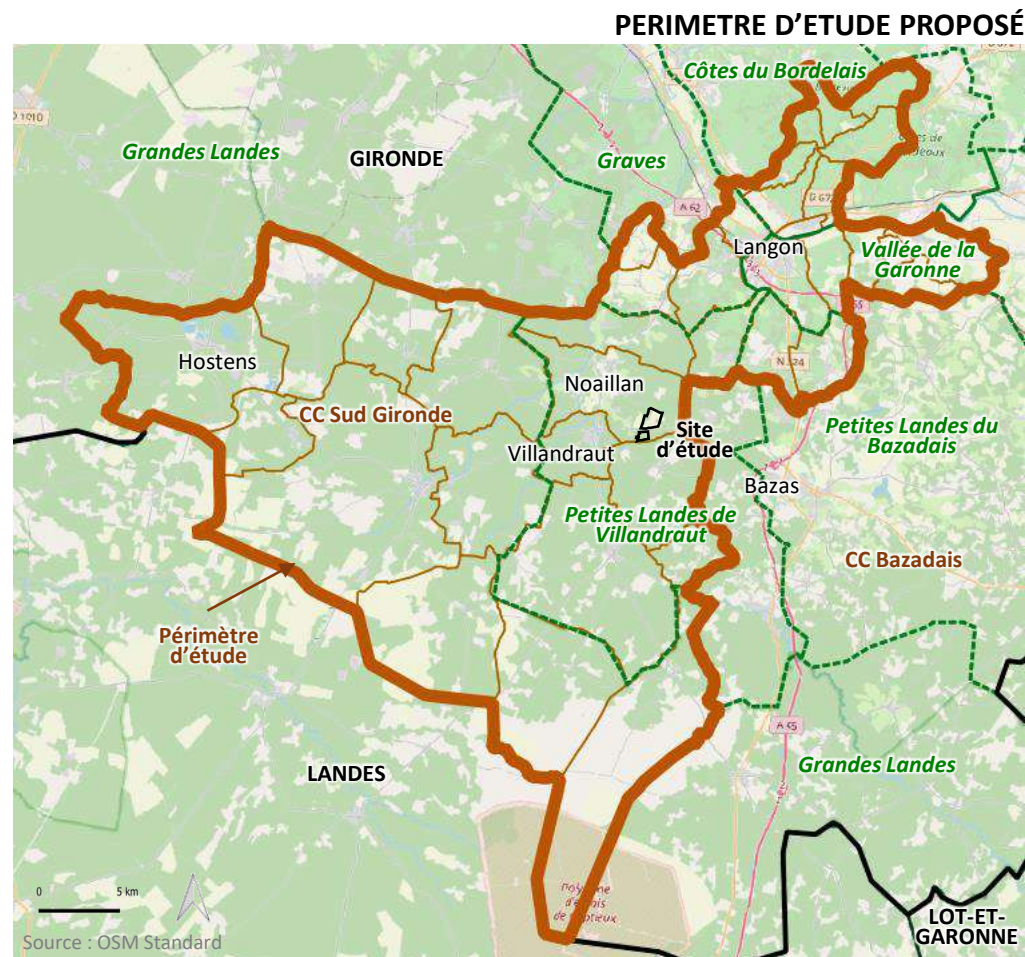 PERIMETRE D'ETUDE PROPOSÉ
Côtes du Bordelais
D 1010
Grandes Landes
GIRONDE
Graves
A 62
D 672
Langon
Vallée de la
Garonne
Hostens
Noaillan
CC Sud Gironde
Site
d'étude
Villandraut
Petites Landes du
Bazadais
Bazas
Petites Landes de
Villandraut
CC Bazadais
Périmètre
d'étude
A 65
LANDES
Grandes Landes
0
5 km
LOT-ET-
GARONNE
Source : OSM Standard